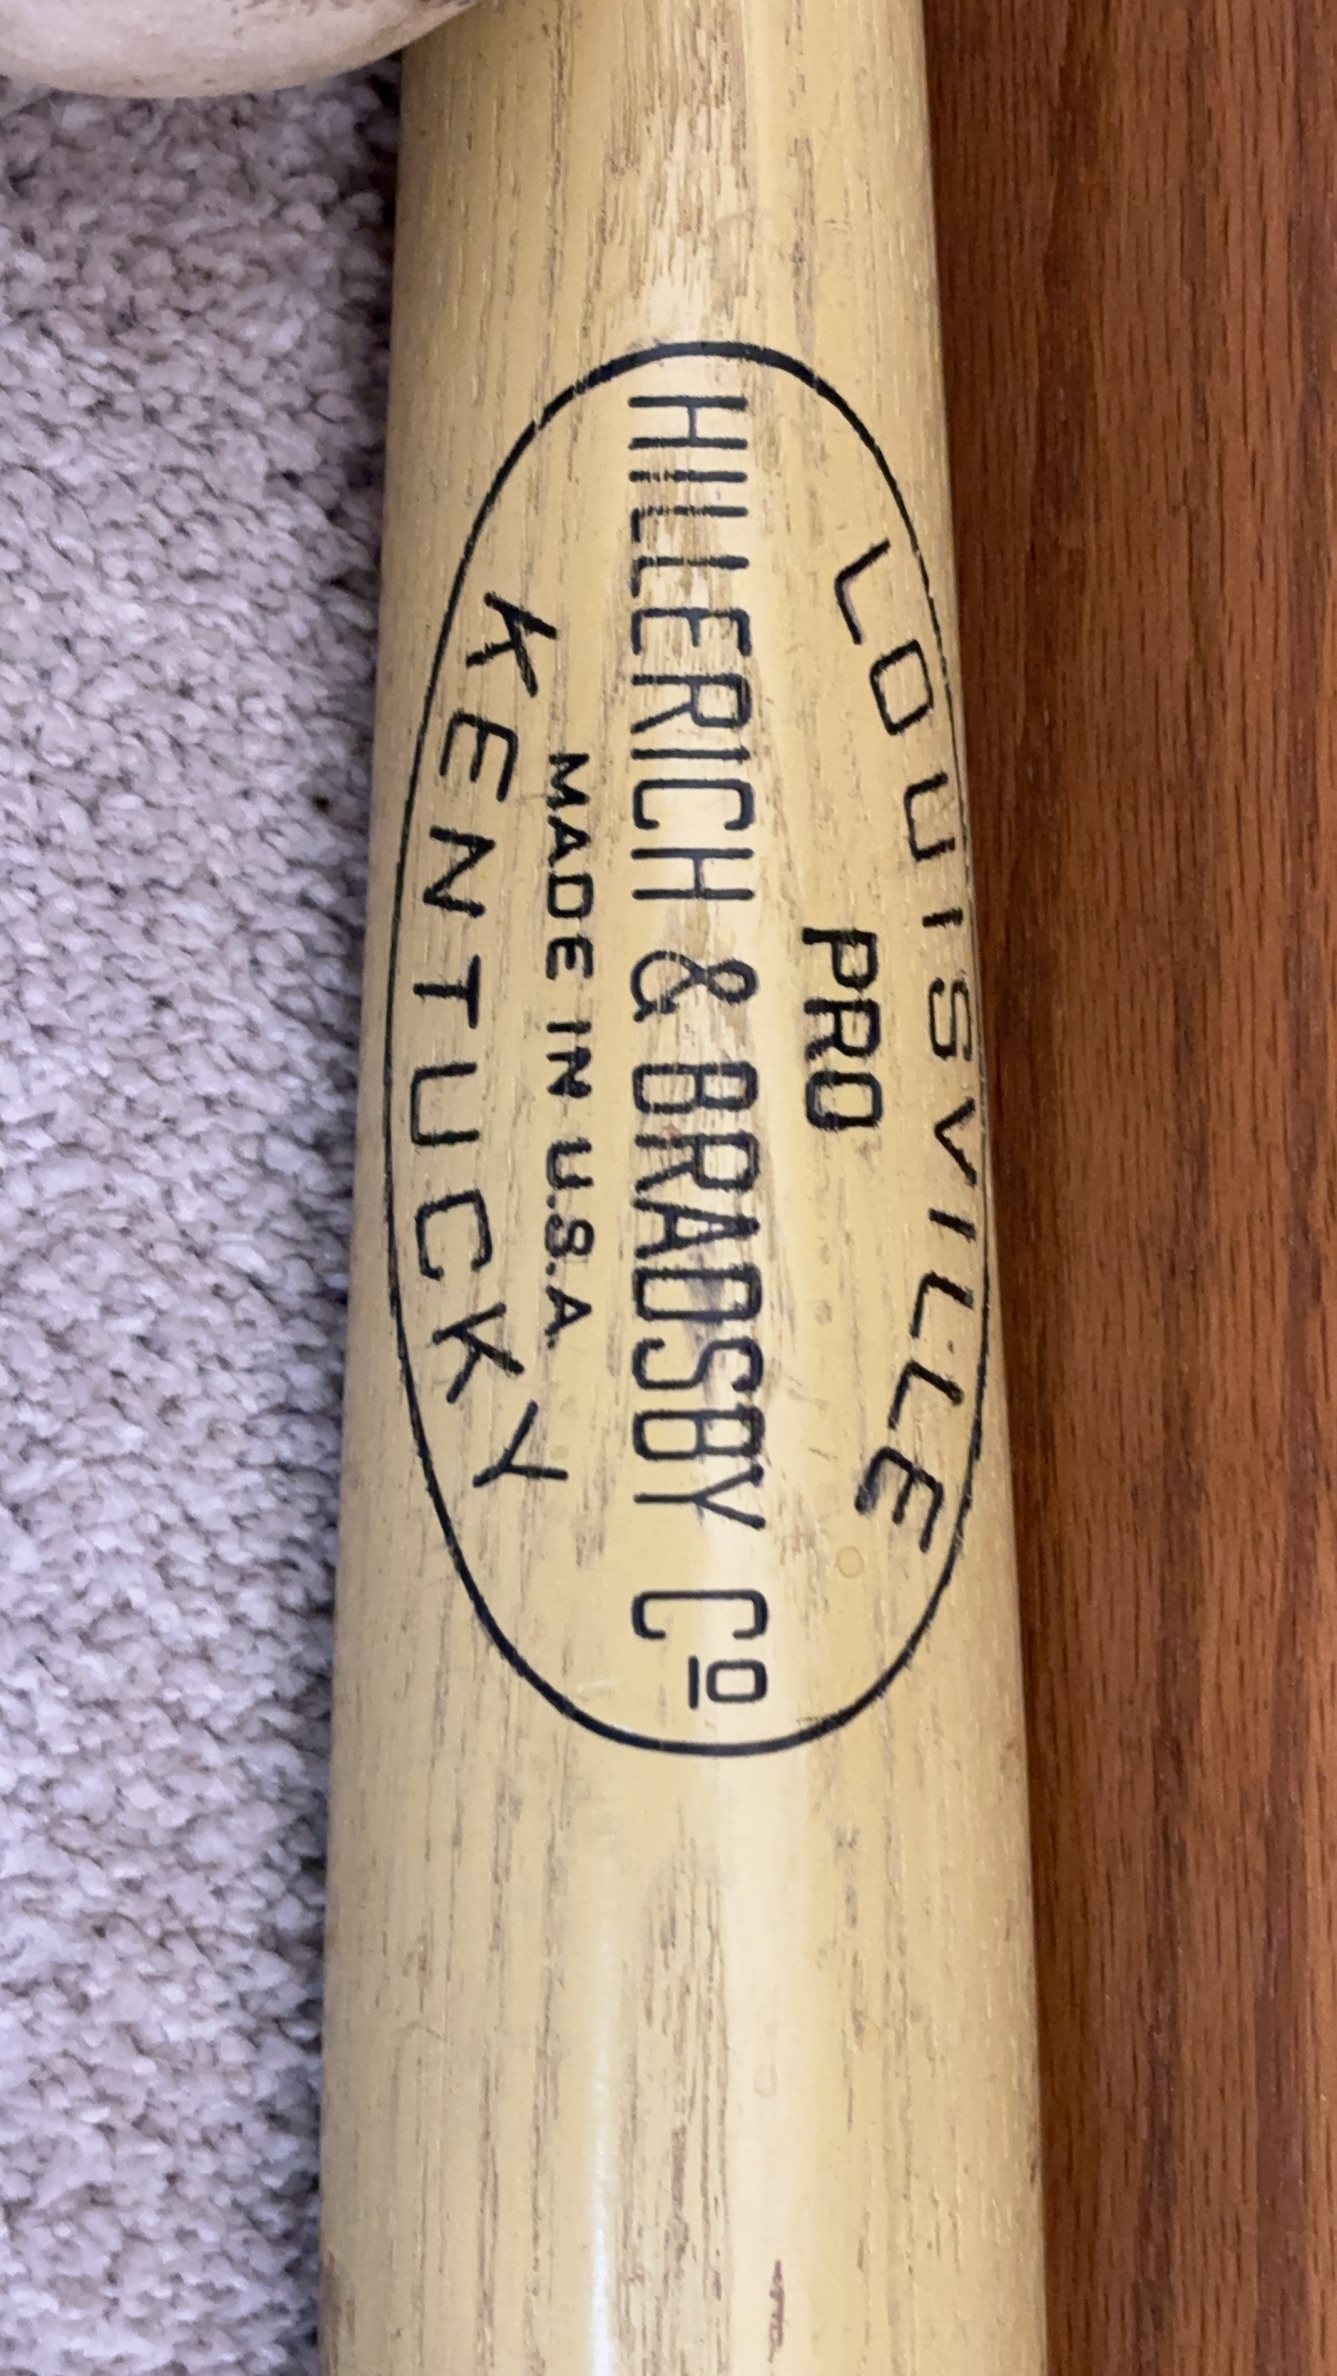 LOUISVILLE
PRO
HILLERICH & BRADSBY Cº
MADE IN U.S.A.
KENTUCKY